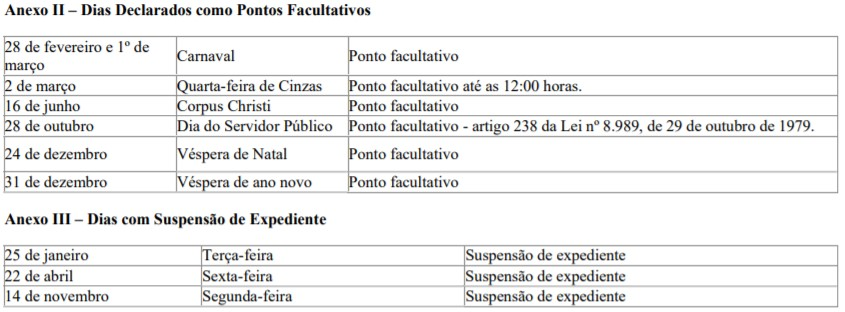 Anexo II – Dias Declarados como Pontos Facultativos
28 de fevereiro e 1º de março Carnaval Ponto facultativo
2 de março Quarta-feira de Cinzas Ponto facultativo até as 12:00 horas.
16 de junho Corpus Christi Ponto facultativo
28 de outubro Dia do Servidor Público Ponto facultativo - artigo 238 da Lei nº 8.989, de 29 de outubro de 1979.
24 de dezembro Véspera de Natal Ponto facultativo
31 de dezembro Véspera de ano novo Ponto facultativo
Anexo III – Dias com Suspensão de Expediente
25 de janeiro Terça-feira Suspensão de expediente
22 de abril Sexta-feira Suspensão de expediente
14 de novembro Segunda-feira Suspensão de expediente